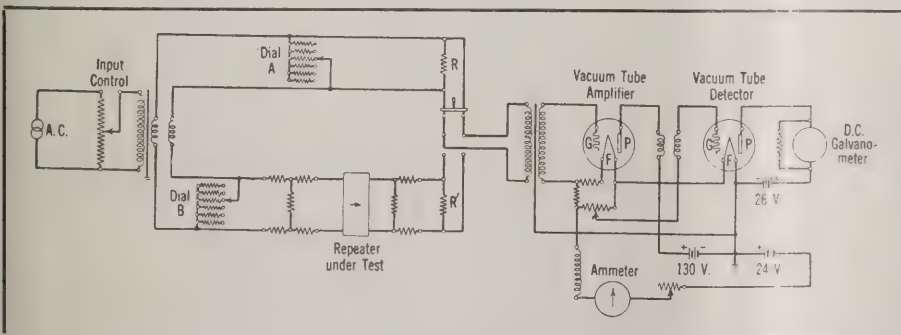 Input
Control
A.C.
Dial
A
R
Dial
B
Repeater
under Test
R'
Vacuum Tube
Amplifier
G
P
F
Vacuum Tube
Detector
G
P
F
D.C.
Galvano-
meter
26 V.
+ -
130 V.
+
24 V.
Ammeter